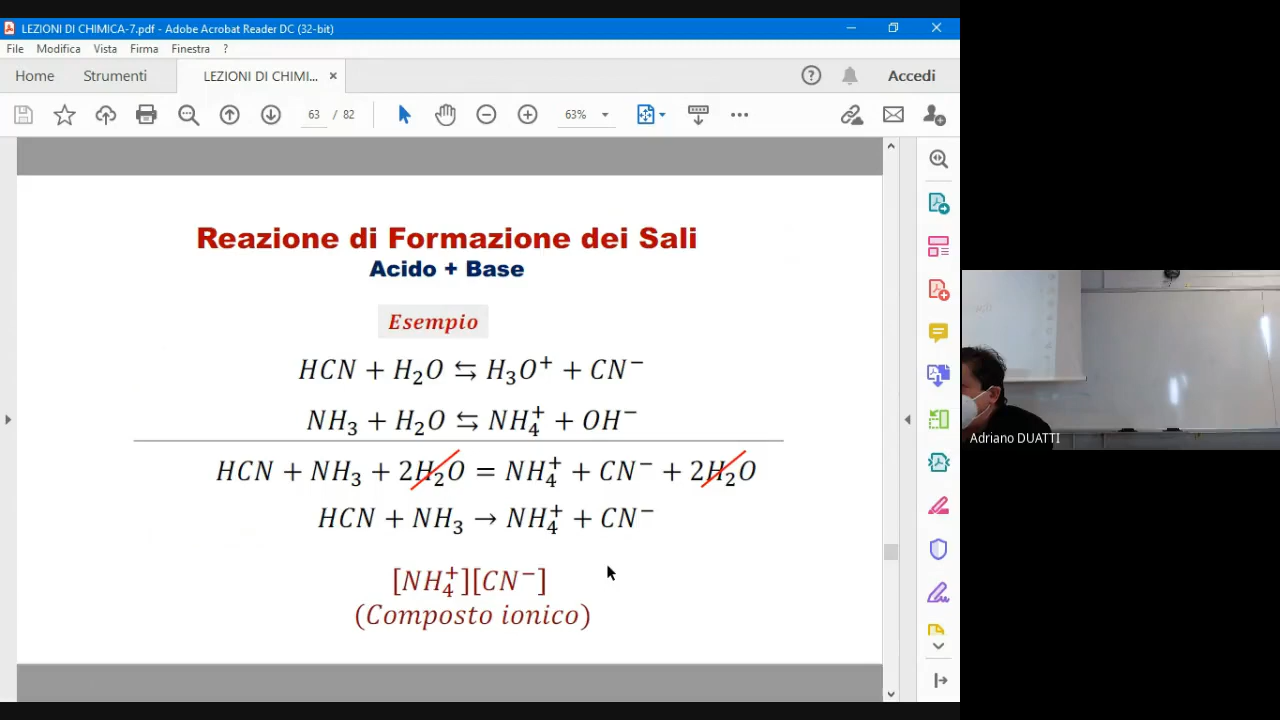 LEZIONI DI CHIMICA-7.pdf - Adobe Acrobat Reader DC (32-bit)
File Modifica Vista Firma Finestra ?
Home Strumenti LEZIONI DI CHIMI... × Accedi
63 / 82 63%
Reazione di Formazione dei Sali
Acido + Base
Esempio
HCN + H₂O ⇆ H₃O⁺ + CN⁻
NH₃ + H₂O ⇆ NH₄⁺ + OH⁻
HCN + NH₃ + 2H₂O = NH₄⁺ + CN⁻ + 2H₂O
HCN + NH₃ → NH₄⁺ + CN⁻
[NH₄⁺][CN⁻]
(Composto ionico)
Adriano DUATTI